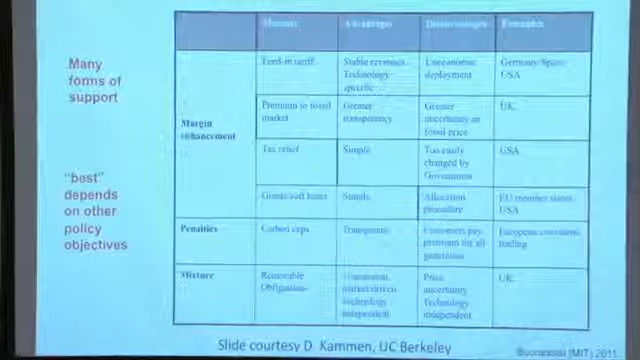 Many
forms of
support
"best"
depends
on other
policy
objectives
Measure
Advantages
Disadvantages
Examples
Margin
enhancement
Feed-in tariff
Stable revenues
Technology
specific
Uneconomic
deployment
Germany/Spain
USA
Premium to fossil
market
Greater
transparency
Greater
uncertainty on
fossil price
UK
Tax relief
Simple
Too easily
changed by
Government
USA
Simple
Allocation
procedure
EU member states
USA
Penalties
Carbon caps
Transparent
Customers pay
premium for all
generation
European emissions
trading
Mixture
Renewable
Obligation
Transparent,
market driven
Technology
independent
Price
uncertainty
Technology
independent
UK
Slide courtesy D. Kammen, UC Berkeley
Buonassisi (MIT) 2011